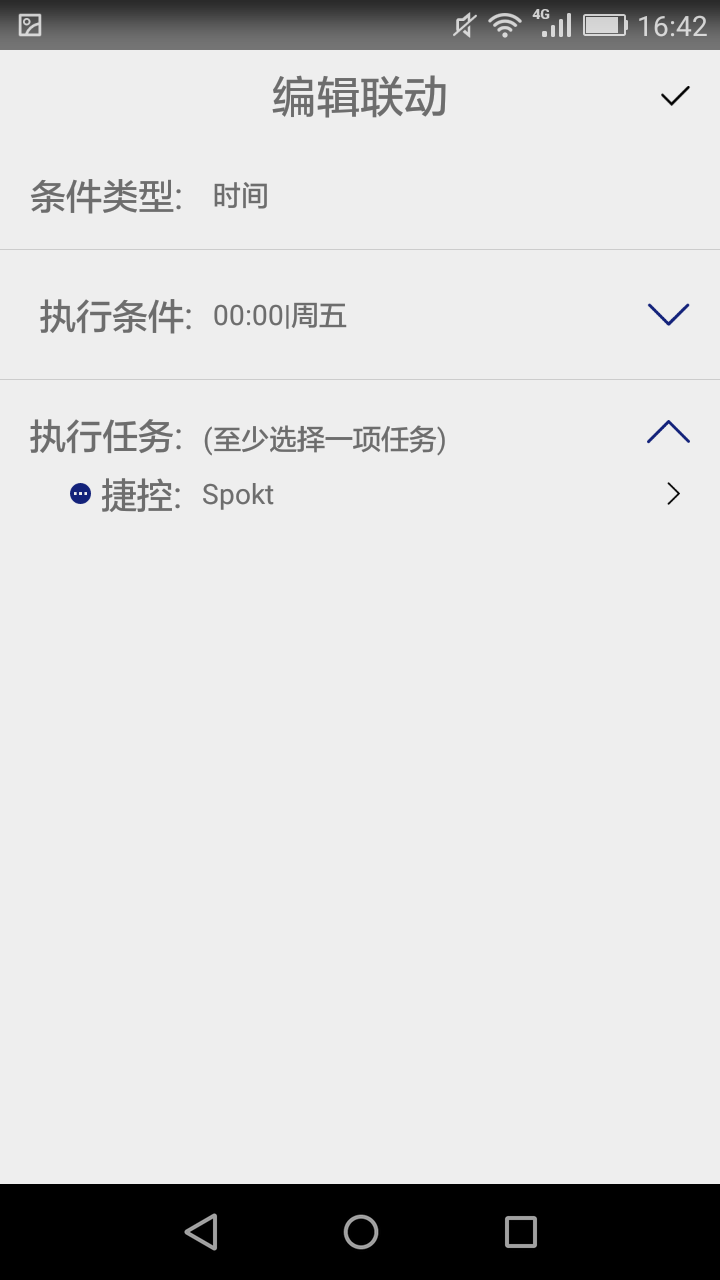 4G 16:42
编辑联动
条件类型: 时间
执行条件: 00:00|周五
执行任务: (至少选择一项任务)
捷控: Spokt